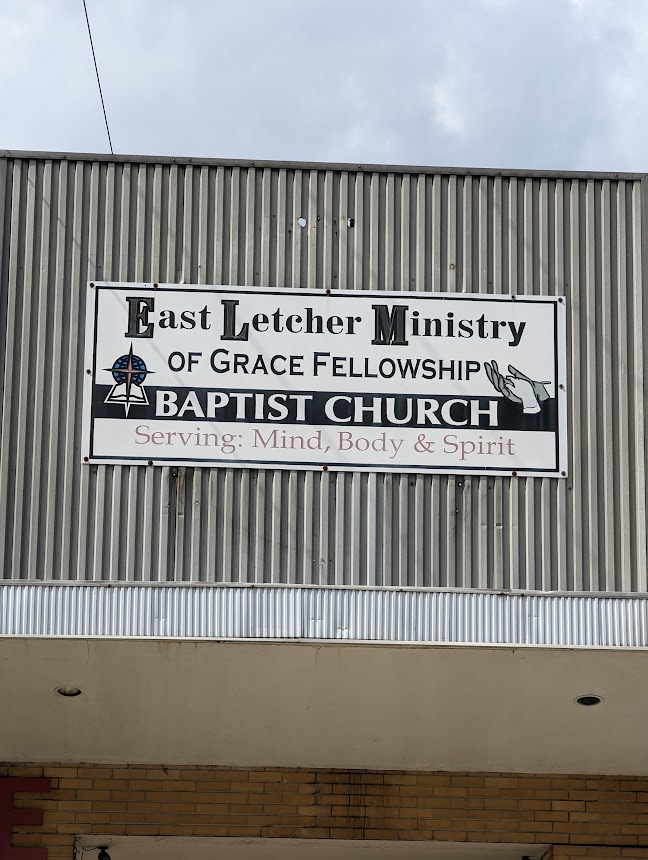 East Letcher Ministry
OF GRACE FELLOWSHIP
BAPTIST CHURCH
Serving: Mind, Body & Spirit